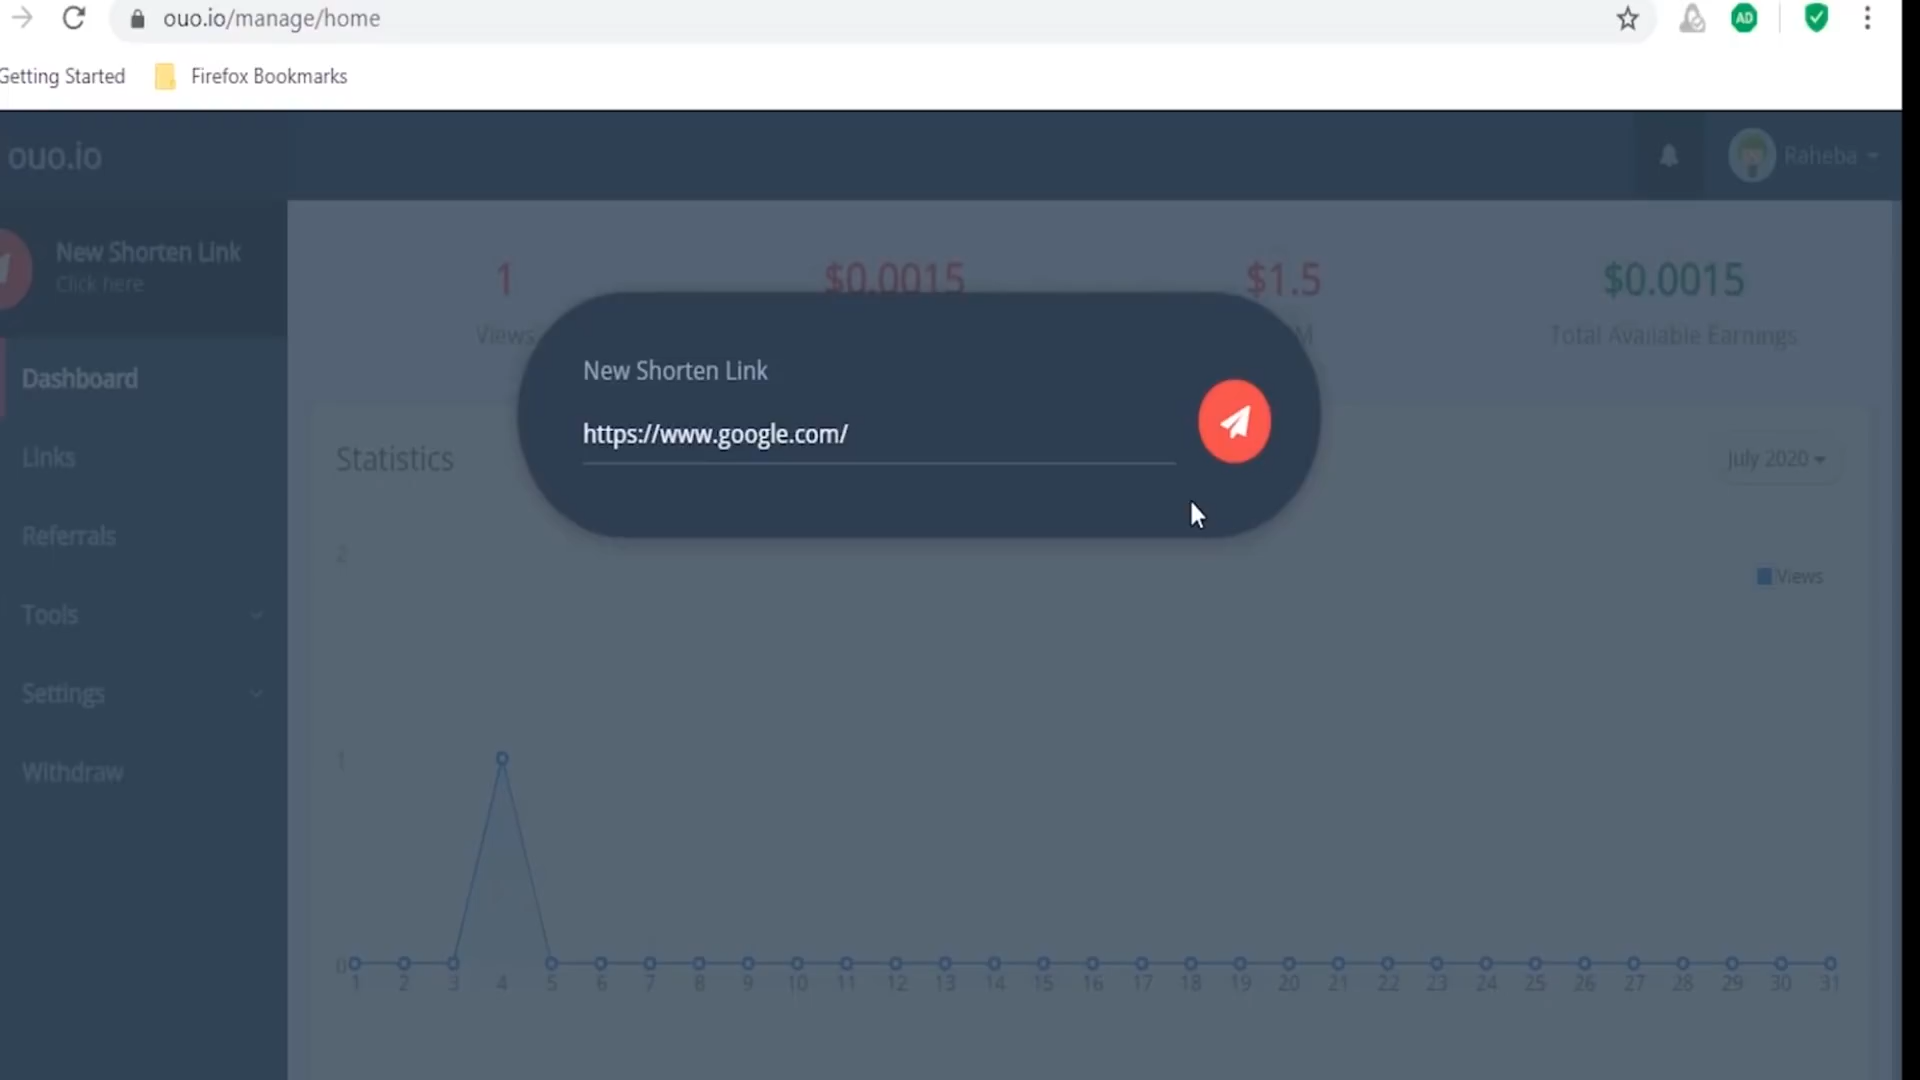 ouo.io/manage/home
Getting Started
Firefox Bookmarks
AD
ouo.io
Raheba
New Shorten Link
Click here
1
$0.0015
$1.5
$0.0015
Views
Total Available Earnings
New Shorten Link
https://www.google.com/
Dashboard
Links
Referrals
Tools
Settings
Withdraw
Statistics
July 2020
2
Views
1
0
1 2 3 4 5 6 7 8 9 10 11 12 13 14 15 16 17 18 19 20 21 22 23 24 25 26 27 28 29 30 31